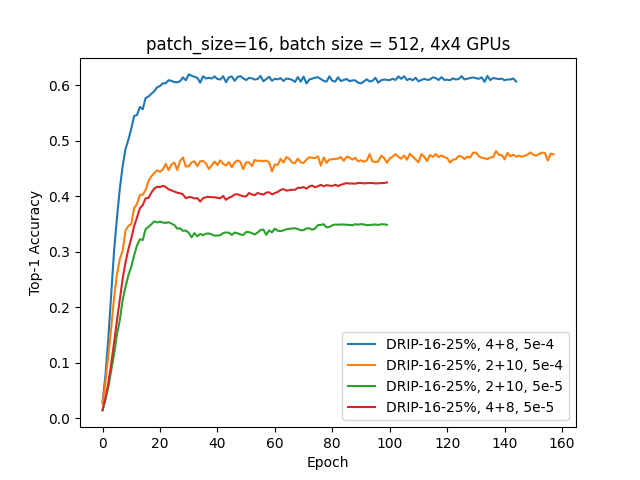 patch_size=16, batch size = 512, 4x4 GPUs
Top-1 Accuracy
0.6
0.5
0.4
0.3
0.2
0.1
0.0
DRIP-16-25%, 4+8, 5e-4
DRIP-16-25%, 2+10, 5e-4
DRIP-16-25%, 2+10, 5e-5
DRIP-16-25%, 4+8, 5e-5
0 20 40 60 80 100 120 140 160
Epoch